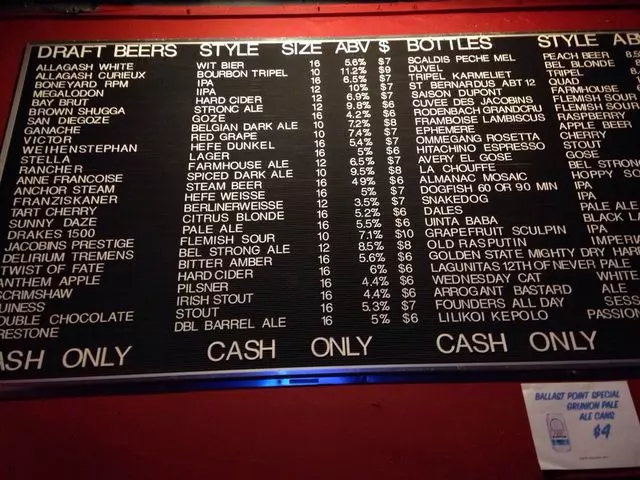 DRAFT BEERS STYLE SIZE ABV $
ALLAGASH WHITE WIT BIER 16 5.6% $7
ALLAGASH CURIEUX BOURBON TRIPEL 10 11.2% $9
BONEYARD RPM IPA 16 6.5% $7
MEGALODON IIPA 12 10% $7
BAY BRUT HARD CIDER 16 6.9% $7
BROWN SHUGGA STRONG ALE 12 9.8% $6
SAN DIEGOZE GOZE 16 4.2% $6
GANACHE BELGIAN DARK ALE 10 7.2% $8
VICTOR RED GRAPE 10 7.4% $7
WEIHENSTEPHAN HEFE DUNKEL 16 5.4% $7
STELLA LAGER 16 5% $6
RANCHER FARMHOUSE ALE 12 6.5% $7
ANNE FRANCOISE SPICED DARK ALE 10 9.5% $8
ANCHOR STEAM STEAM BEER 16 4.9% $6
FRANZISKANER HEFE WEISSE 16 5% $7
TART CHERRY BERLINERWEISSE 12 3.5% $7
SUNNY DAZE CITRUS BLONDE 16 5.2% $6
DRAKES 1500 PALE ALE 16 5.5% $6
JACOBINS PRESTIGE FLEMISH SOUR 10 7.1% $10
DELIRIUM TREMENS BEL STRONG ALE 12 8.5% $8
TWIST OF FATE BITTER AMBER 16 5.6% $6
ANTHEM APPLE HARD CIDER 16 6% $6
SCRIMSHAW PILSNER 16 4.4% $6
UINESS IRISH STOUT 16 4.4% $6
OUBLE CHOCOLATE STOUT 16 5.3% $7
RESTONE DBL BARREL ALE 16 5% $6
BOTTLES STYLE AB
SCALDIS PECHE MEL PEACH BEER
DUVEL BEL BLONDE
TRIPEL KARMELIET TRIPEL
ST BERNARDUS ABT 12 QUAD
SAISON DUPONT FARMHOUSE
CUVEE DES JACOBINS FLEMISH SOUR
RODENBACH GRANDCRU FLEMISH SOUR
FRAMBOISE LAMBISCUS RASPBERRY
EPHEMERE APPLE BEER
OMMEGANG ROSETTA CHERRY
HITACHINO ESPRESSO STOUT
AVERY EL GOSE GOSE
LA CHOUFFE BEL STRON
ALMANAC MOSAIC HOPPY SO
DOGFISH 60 OR 90 MIN IPA
SNAKEDOG IPA
DALES PALE ALE
UINTA BABA BLACK L
GRAPEFRUIT SCULPIN IPA
OLD RASPUTIN IMPERI
GOLDEN STATE MIGHTY DRY HAR
LAGUNITAS 12TH OF NEVER PALE
WEDNESDAY CAT WHITE
ARROGANT BASTARD ALE
FOUNDERS ALL DAY SESS
LILIKOI KEPOLO PASSION
ASH ONLY CASH ONLY CASH ONLY
BALLAST POINT SPECIAL
GRUNION PALE
ALE CANS
$4